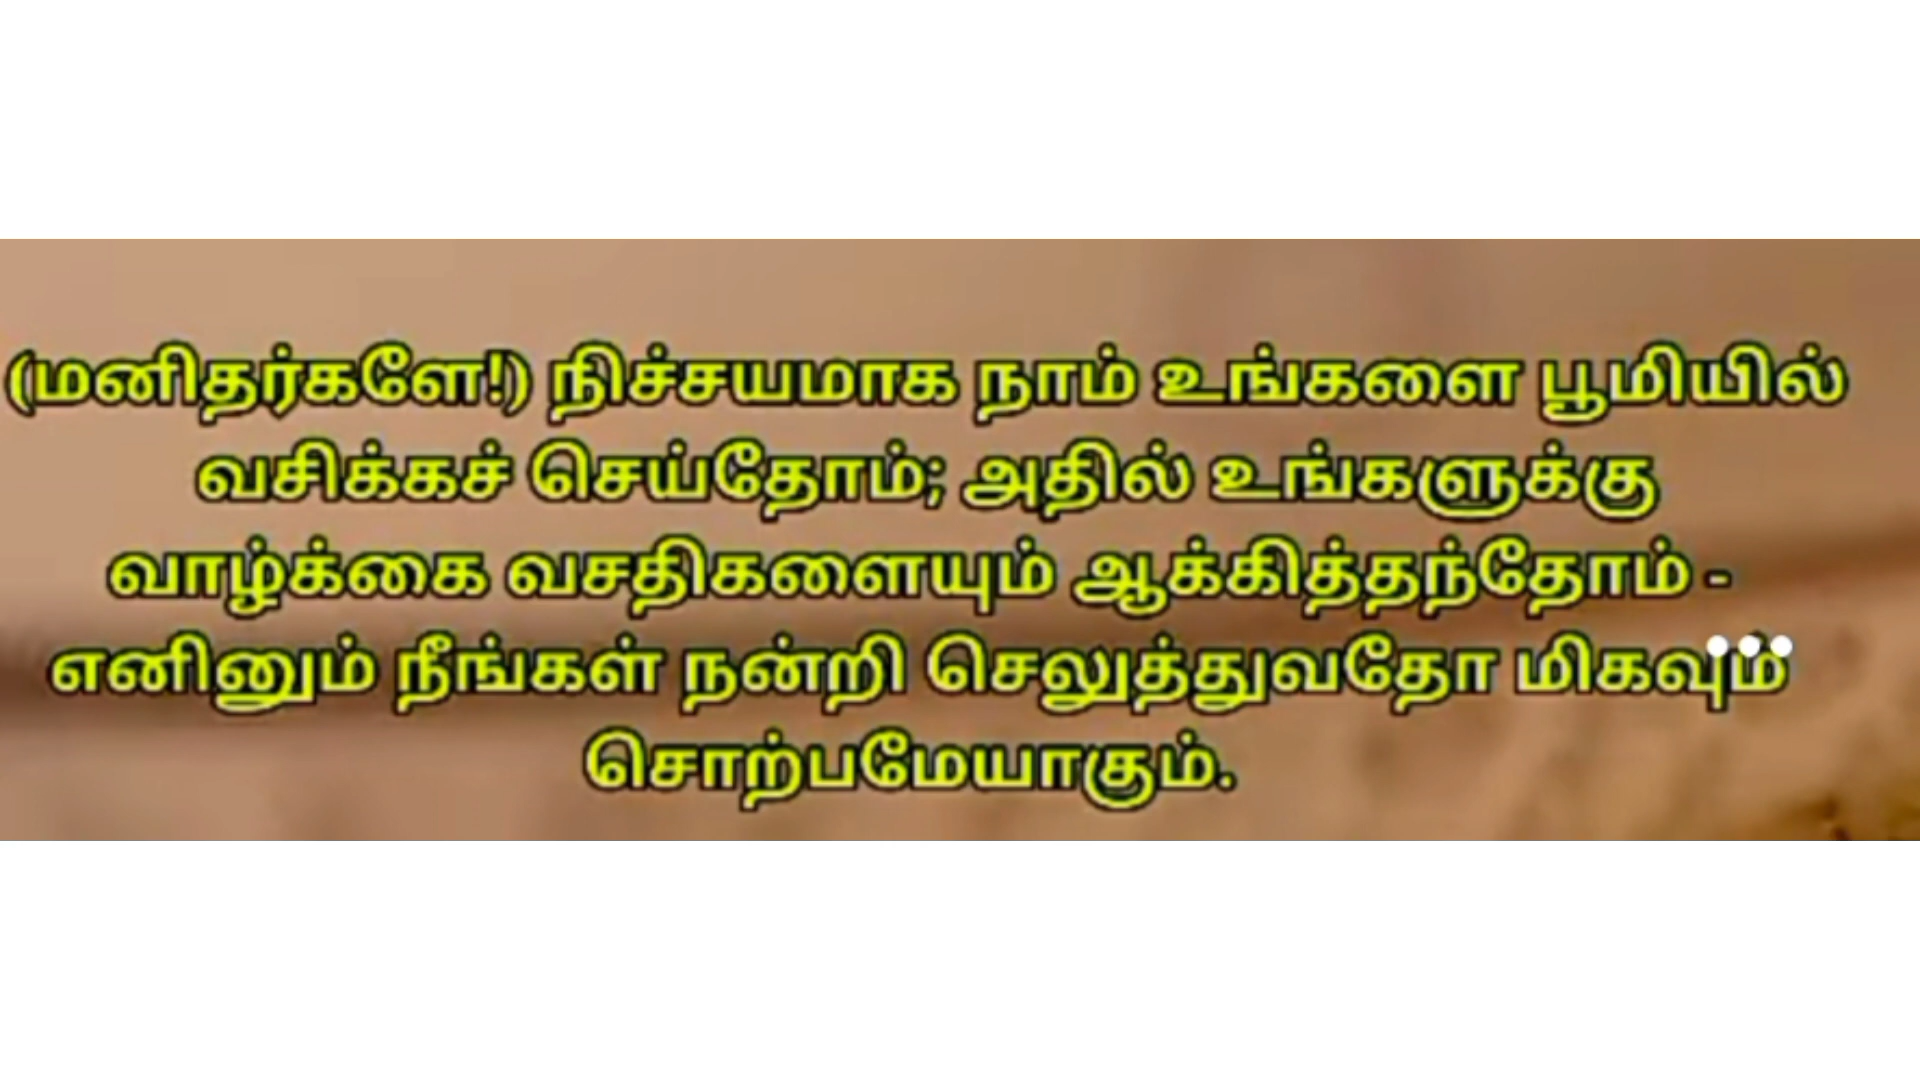 (மனிதர்களே!) நிச்சயமாக நாம் உங்களை பூமியில்
வசிக்கச் செய்தோம்; அதில் உங்களுக்கு
வாழ்க்கை வசதிகளையும் ஆக்கித்தந்தோம் -
எனினும் நீங்கள் நன்றி செலுத்துவதோ மிகவும்
சொற்பமேயாகும்.